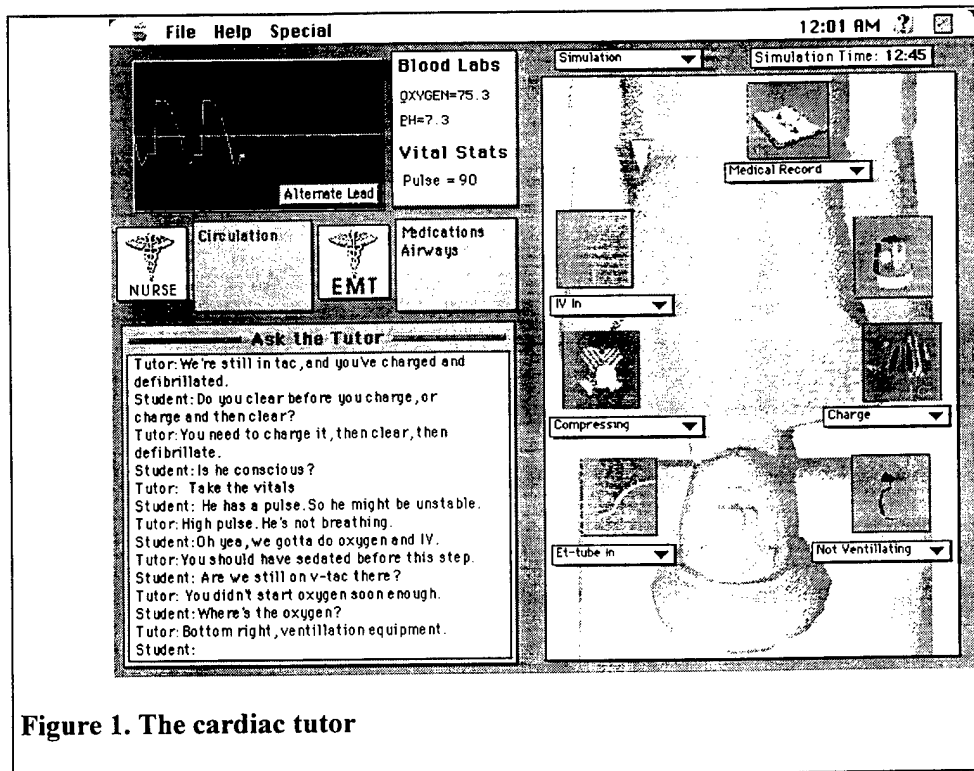 File Help Special
12:01 AM
Blood Labs
OXYGEN=75.3
PH=7.3
Vital Stats
Pulse = 90
Alternate Lead
Simulation
Simulation Time: 12:45
Medical Record
NURSE
Circulation
EMT
Medications
Airways
IV In
Compressing
Charge
Et-tube in
Not Ventillating
Ask the Tutor
Tutor:We're still in tac, and you've charged and
defibrillated.
Student: Do you clear before you charge, or
charge and then clear?
Tutor: You need to charge it, then clear, then
defibrillate.
Student: Is he conscious?
Tutor: Take the vitals
Student: He has a pulse. So he might be unstable.
Tutor: High pulse. He's not breathing.
Student: Oh yea, we gotta do oxygen and IV.
Tutor: You should have sedated before this step.
Student: Are we still on v-tac there?
Tutor: You didn't start oxygen soon enough.
Student: Where's the oxygen?
Tutor: Bottom right, ventillation equipment.
Student:
Figure 1. The cardiac tutor